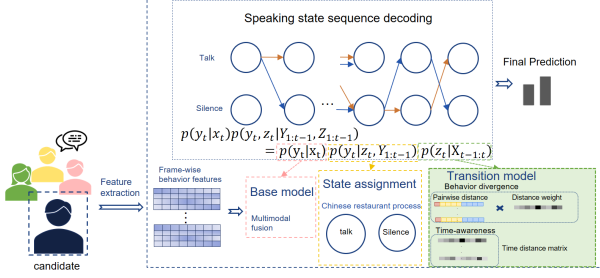 Speaking state sequence decoding
Talk
Silence
...
Final Prediction
p(y_t|x_t)p(y_t, z_t|Y_{1:t−1}, Z_{1:t−1})
= p(y_t|x_t) p(y_t|z_t, Y_{1:t−1}) p(z_t|X_{t−1:t})
Feature
extraction
candidate
Frame-wise
behavior features
Base model
Multimodal
fusion
State assignment
Chinese restaurant process
talk
Silence
Transition model
Behavior divergence
Pairwise distance
Distance weight
Time-awareness
Time distance matrix